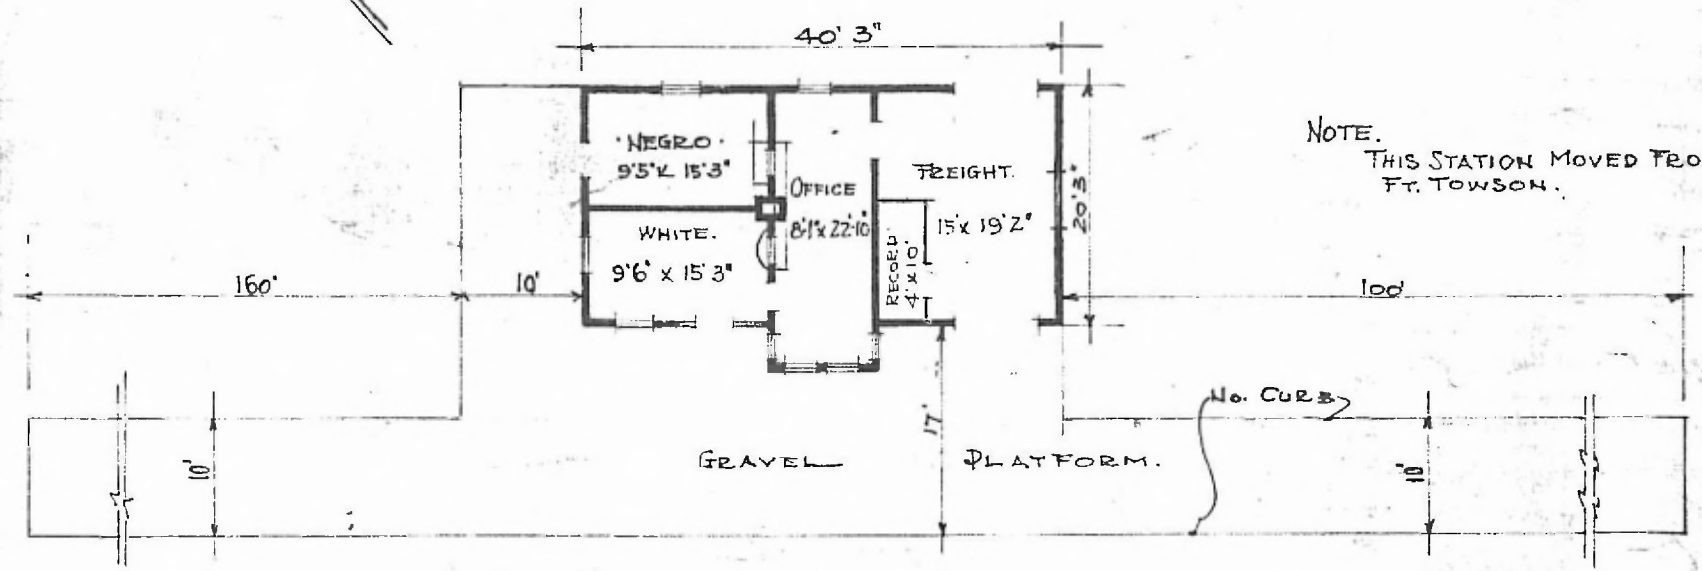 40' 3"
NOTE.
THIS STATION MOVED FRO
FT. TOWSON.
NEGRO
9'5" x 15'3"
OFFICE
8'1" x 22'10"
FREIGHT.
15' x 19'2"
20'3"
WHITE.
9'6" x 15'3"
RECORD
4' x 10'
160'
10'
100'
No. CURB
17'
10'
GRAVEL PLATFORM.
10'